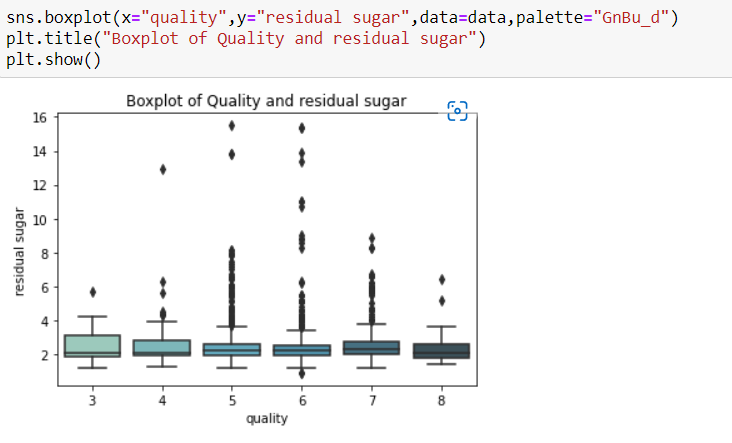 sns.boxplot(x="quality",y="residual sugar",data=data,palette="GnBu_d")
plt.title("Boxplot of Quality and residual sugar")
plt.show()
Boxplot of Quality and residual sugar
16
14
12
10
8
6
4
2
residual sugar
3 4 5 6 7 8
quality